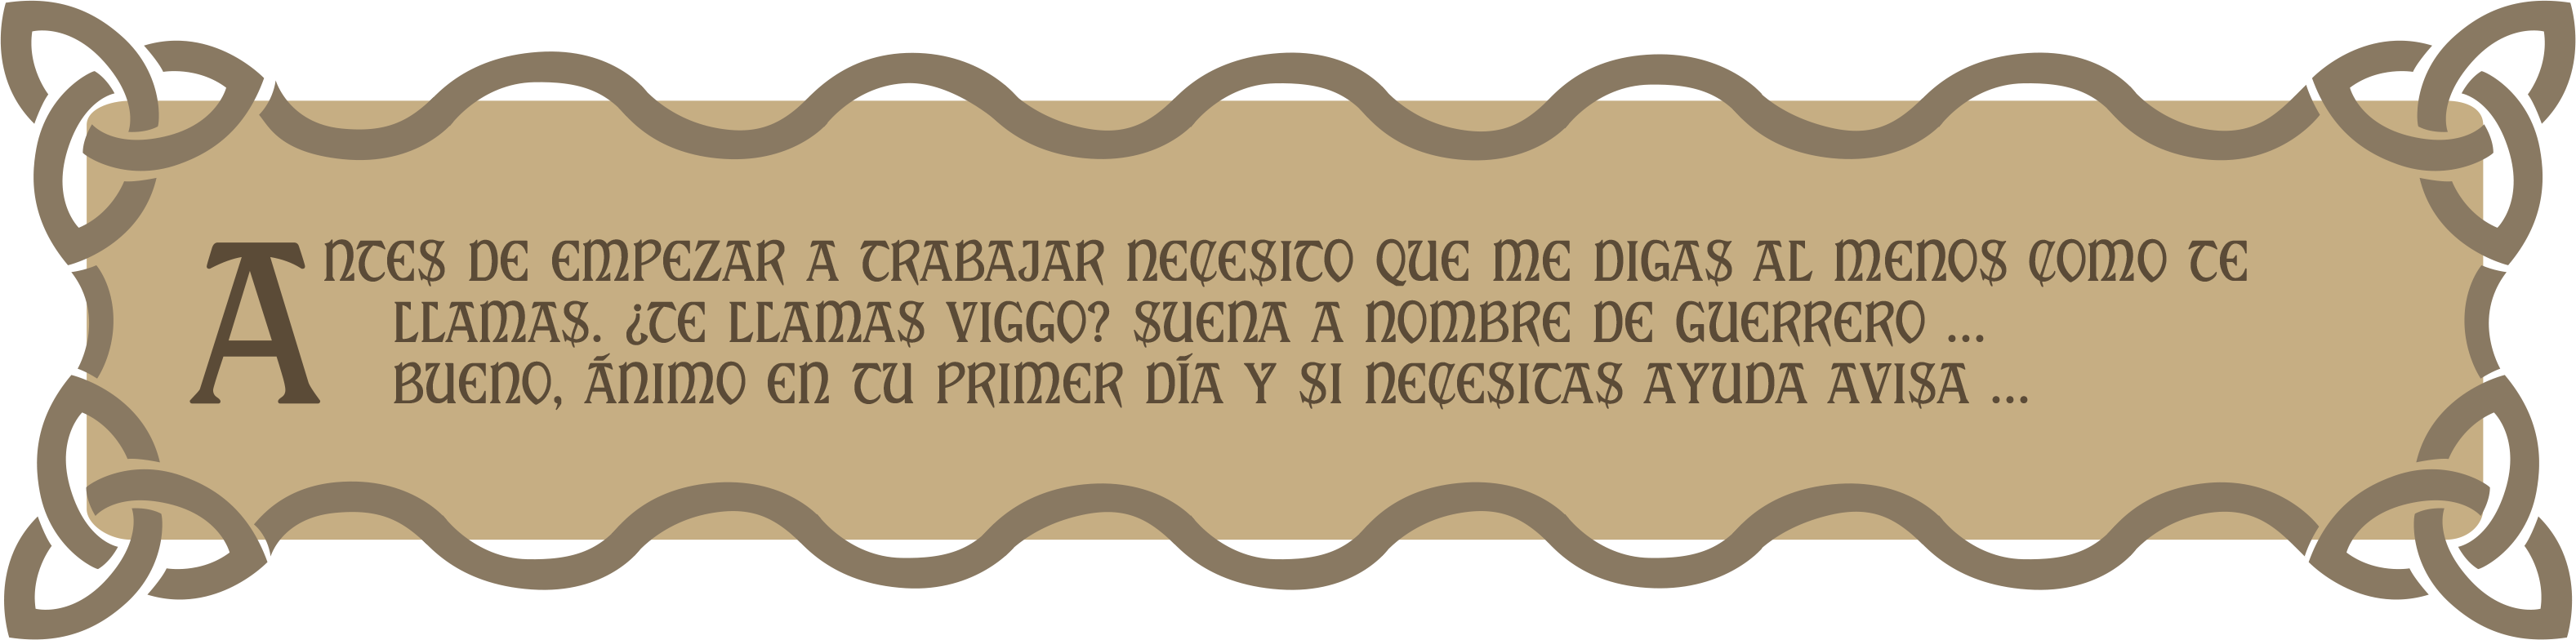 ANTES DE EMPEZAR A TRABAJAR NECESITO QUE ME DIGAS AL MENOS COMO TE
LLAMAS. ¿TE LLAMAS VIGGO? SUENA A NOMBRE DE GUERRERO ...
BUENO, ÁNIMO EN TU PRIMER DÍA Y SI NECESITAS AYUDA AVISA ...